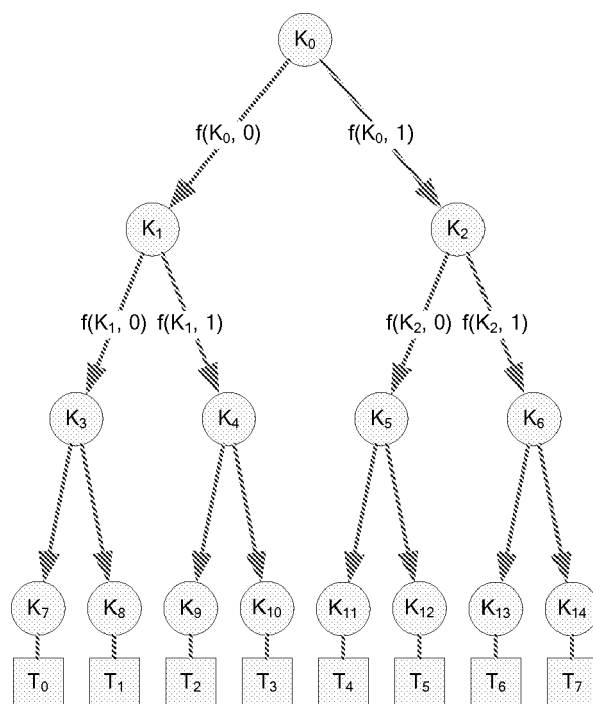 K₀
f(K₀, 0) f(K₀, 1)
K₁ K₂
f(K₁, 0) f(K₁, 1) f(K₂, 0) f(K₂, 1)
K₃ K₄ K₅ K₆
K₇ K₈ K₉ K₁₀ K₁₁ K₁₂ K₁₃ K₁₄
T₀ T₁ T₂ T₃ T₄ T₅ T₆ T₇